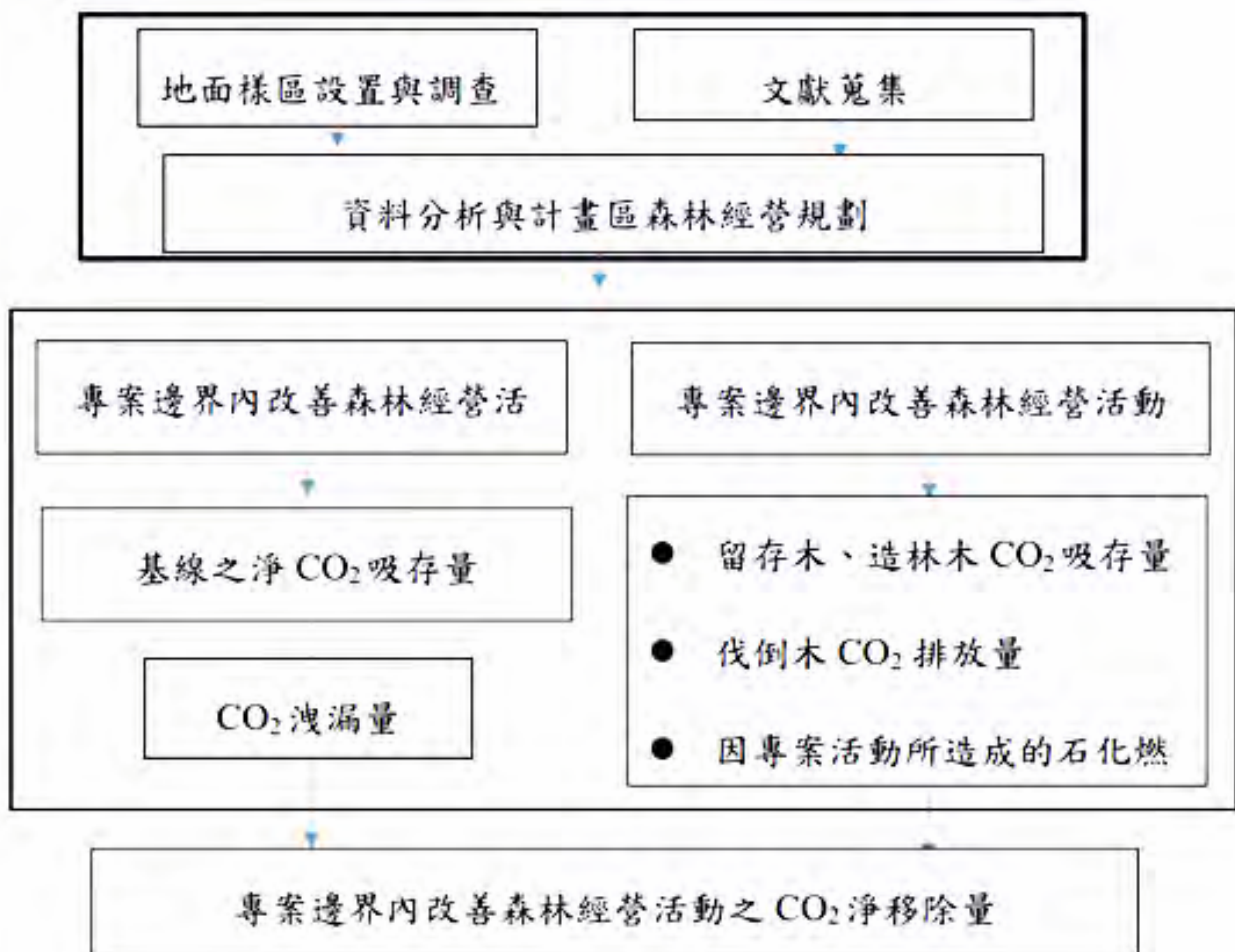 地面樣區設置與調查
文獻蒐集
資料分析與計畫區森林經營規劃
專案邊界內改善森林經營活
專案邊界內改善森林經營活動
基線之淨 CO₂ 吸存量
CO₂ 洩漏量
● 留存木、造林木 CO₂ 吸存量
● 伐倒木 CO₂ 排放量
● 因專案活動所造成的石化燃
專案邊界內改善森林經營活動之 CO₂ 淨移除量